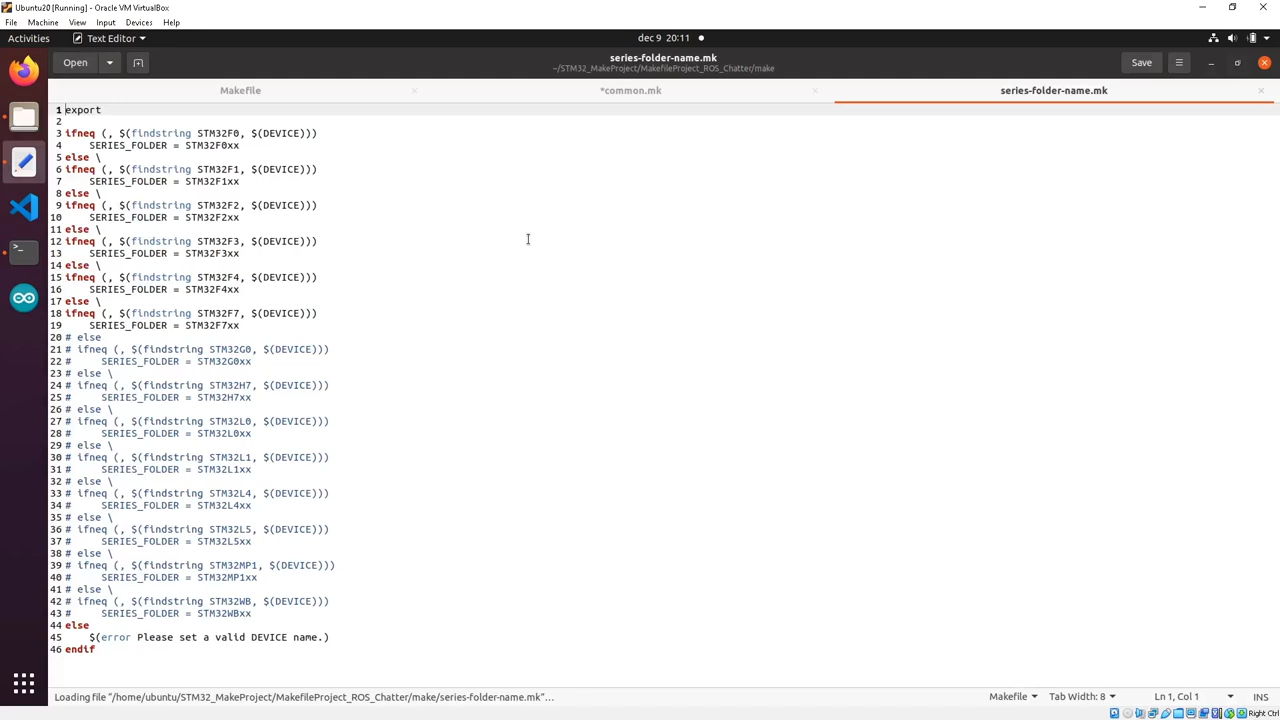 Ubuntu20 [Running] - Oracle VM VirtualBox
File Machine View Input Devices Help
Activities Text Editor dec 9 20:11
Open series-folder-name.mk Save
~/STM32_MakeProject/MakefileProject_ROS_Chatter/make
Makefile *common.mk series-folder-name.mk
1 export
2
3 ifneq (, $(findstring STM32F0, $(DEVICE)))
4     SERIES_FOLDER = STM32F0xx
5 else \
6 ifneq (, $(findstring STM32F1, $(DEVICE)))
7     SERIES_FOLDER = STM32F1xx
8 else \
9 ifneq (, $(findstring STM32F2, $(DEVICE)))
10     SERIES_FOLDER = STM32F2xx
11 else \
12 ifneq (, $(findstring STM32F3, $(DEVICE)))
13     SERIES_FOLDER = STM32F3xx
14 else \
15 ifneq (, $(findstring STM32F4, $(DEVICE)))
16     SERIES_FOLDER = STM32F4xx
17 else \
18 ifneq (, $(findstring STM32F7, $(DEVICE)))
19     SERIES_FOLDER = STM32F7xx
20 # else
21 # ifneq (, $(findstring STM32G0, $(DEVICE)))
22 #     SERIES_FOLDER = STM32G0xx
23 # else \
24 # ifneq (, $(findstring STM32H7, $(DEVICE)))
25 #     SERIES_FOLDER = STM32H7xx
26 # else \
27 # ifneq (, $(findstring STM32L0, $(DEVICE)))
28 #     SERIES_FOLDER = STM32L0xx
29 # else \
30 # ifneq (, $(findstring STM32L1, $(DEVICE)))
31 #     SERIES_FOLDER = STM32L1xx
32 # else \
33 # ifneq (, $(findstring STM32L4, $(DEVICE)))
34 #     SERIES_FOLDER = STM32L4xx
35 # else \
36 # ifneq (, $(findstring STM32L5, $(DEVICE)))
37 #     SERIES_FOLDER = STM32L5xx
38 # else \
39 # ifneq (, $(findstring STM32MP1, $(DEVICE)))
40 #     SERIES_FOLDER = STM32MP1xx
41 # else \
42 # ifneq (, $(findstring STM32WB, $(DEVICE)))
43 #     SERIES_FOLDER = STM32WBxx
44 else
45     $(error Please set a valid DEVICE name.)
46 endif
Loading file "/home/ubuntu/STM32_MakeProject/MakefileProject_ROS_Chatter/make/series-folder-name.mk"… Makefile Tab Width: 8 Ln 1, Col 1 INS
Right Ctrl